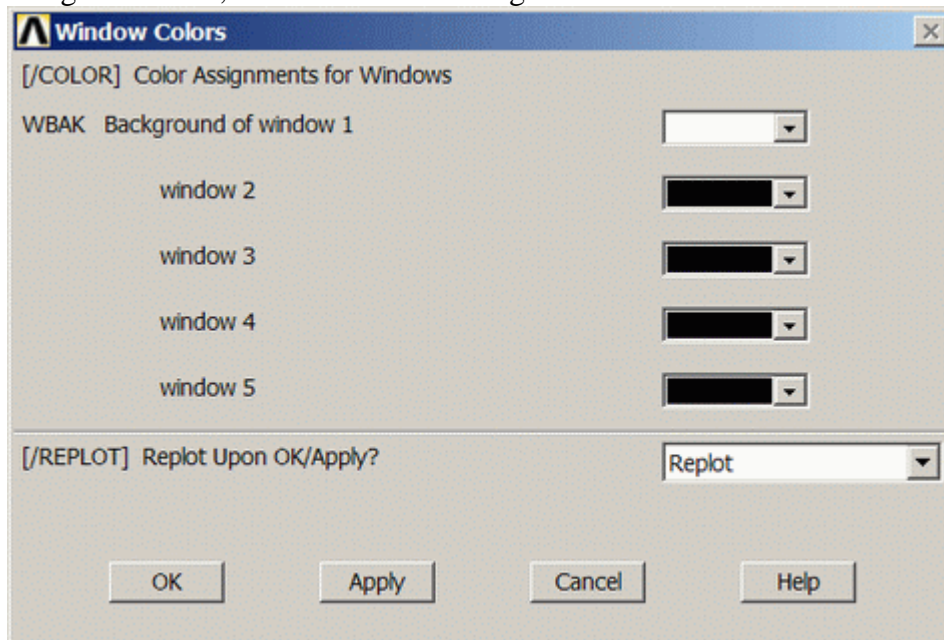 Window Colors
[/COLOR] Color Assignments for Windows
WBAK Background of window 1
window 2
window 3
window 4
window 5
[/REPLOT] Replot Upon OK/Apply? Replot
OK Apply Cancel Help